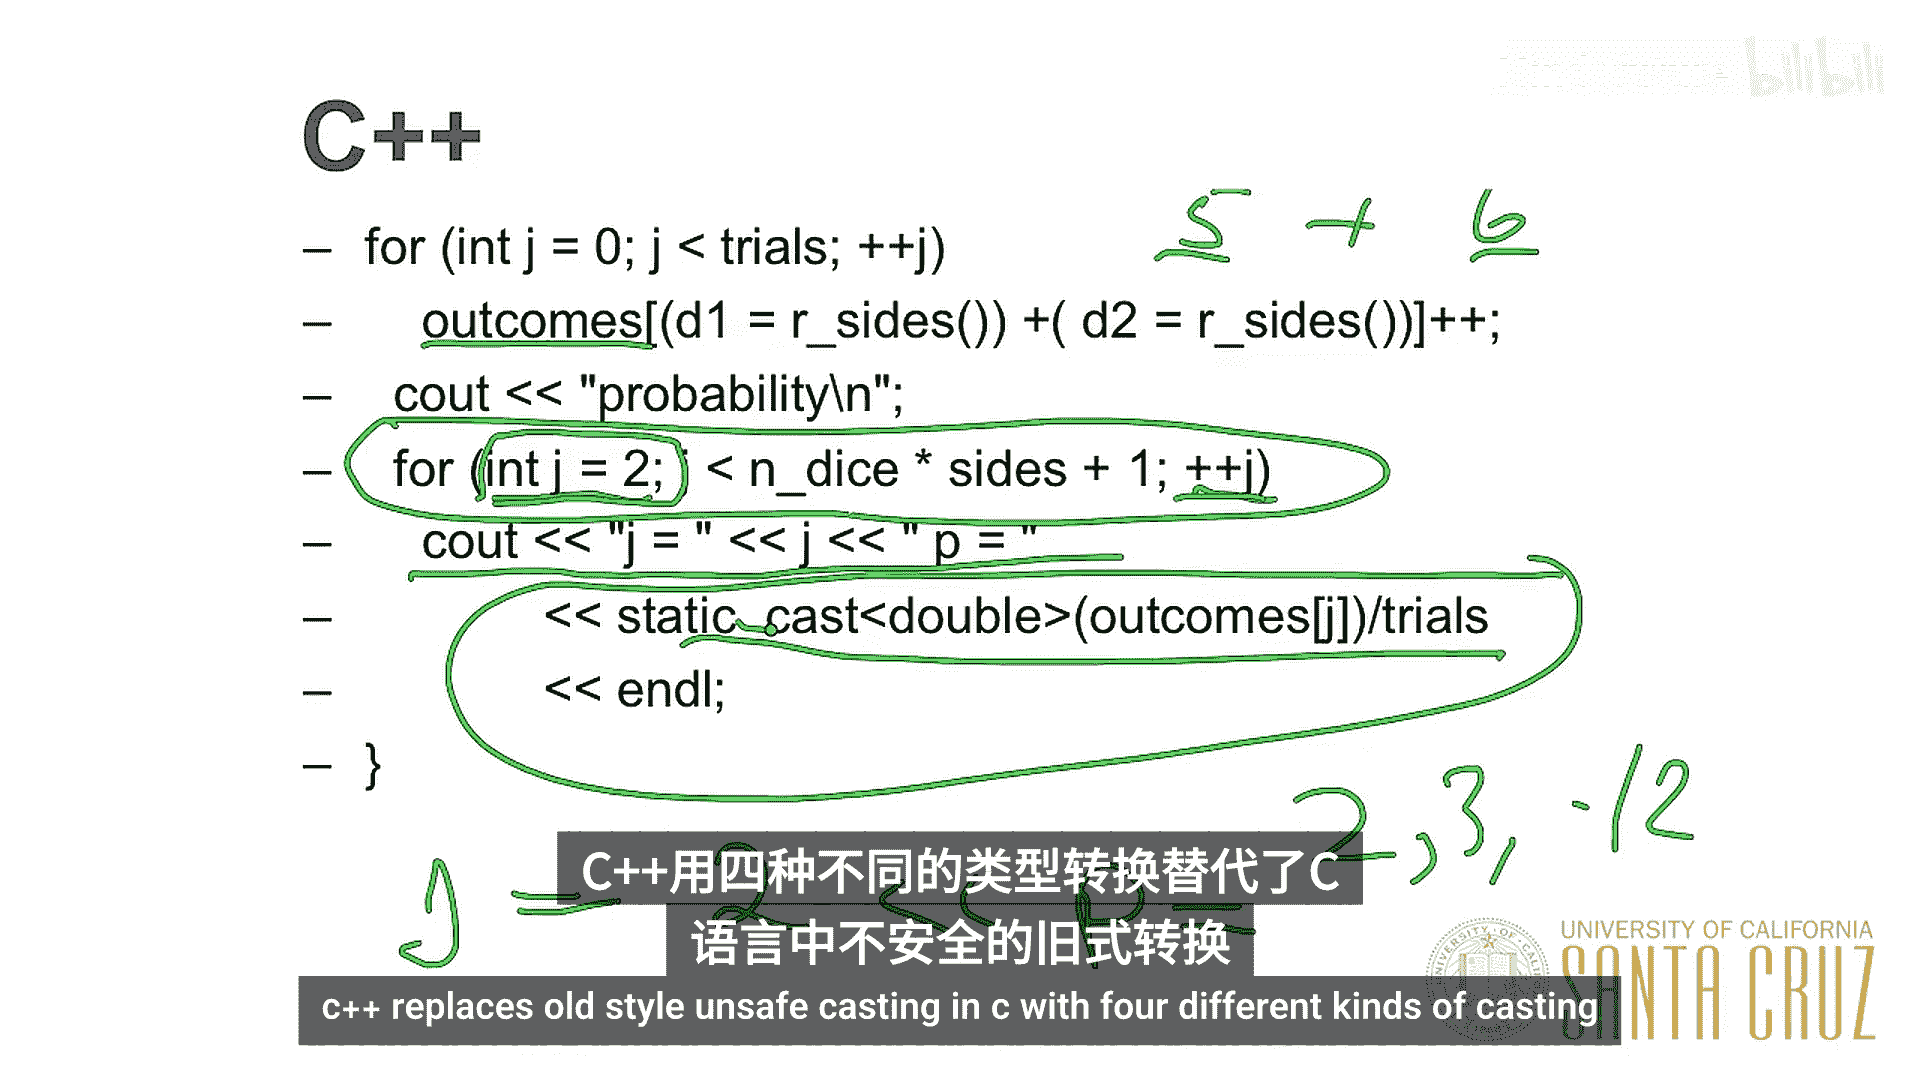 bilibili
C++
5 + 6
– for (int j = 0; j < trials; ++j)
– outcomes[(d1 = r_sides()) +( d2 = r_sides())]++;
– cout << "probability\n";
– for (int j = 2; j < n_dice * sides + 1; ++j)
– cout << "j = " << j << " p = "
– << static_cast<double>(outcomes[j])/trials
– << endl;
– }
2,3, -12
J = 2 << p =
C++用四种不同的类型转换替代了C
语言中不安全的旧式转换
c++ replaces old style unsafe casting in c with four different kinds of casting
UNIVERSITY OF CALIFORNIA
SANTA CRUZ